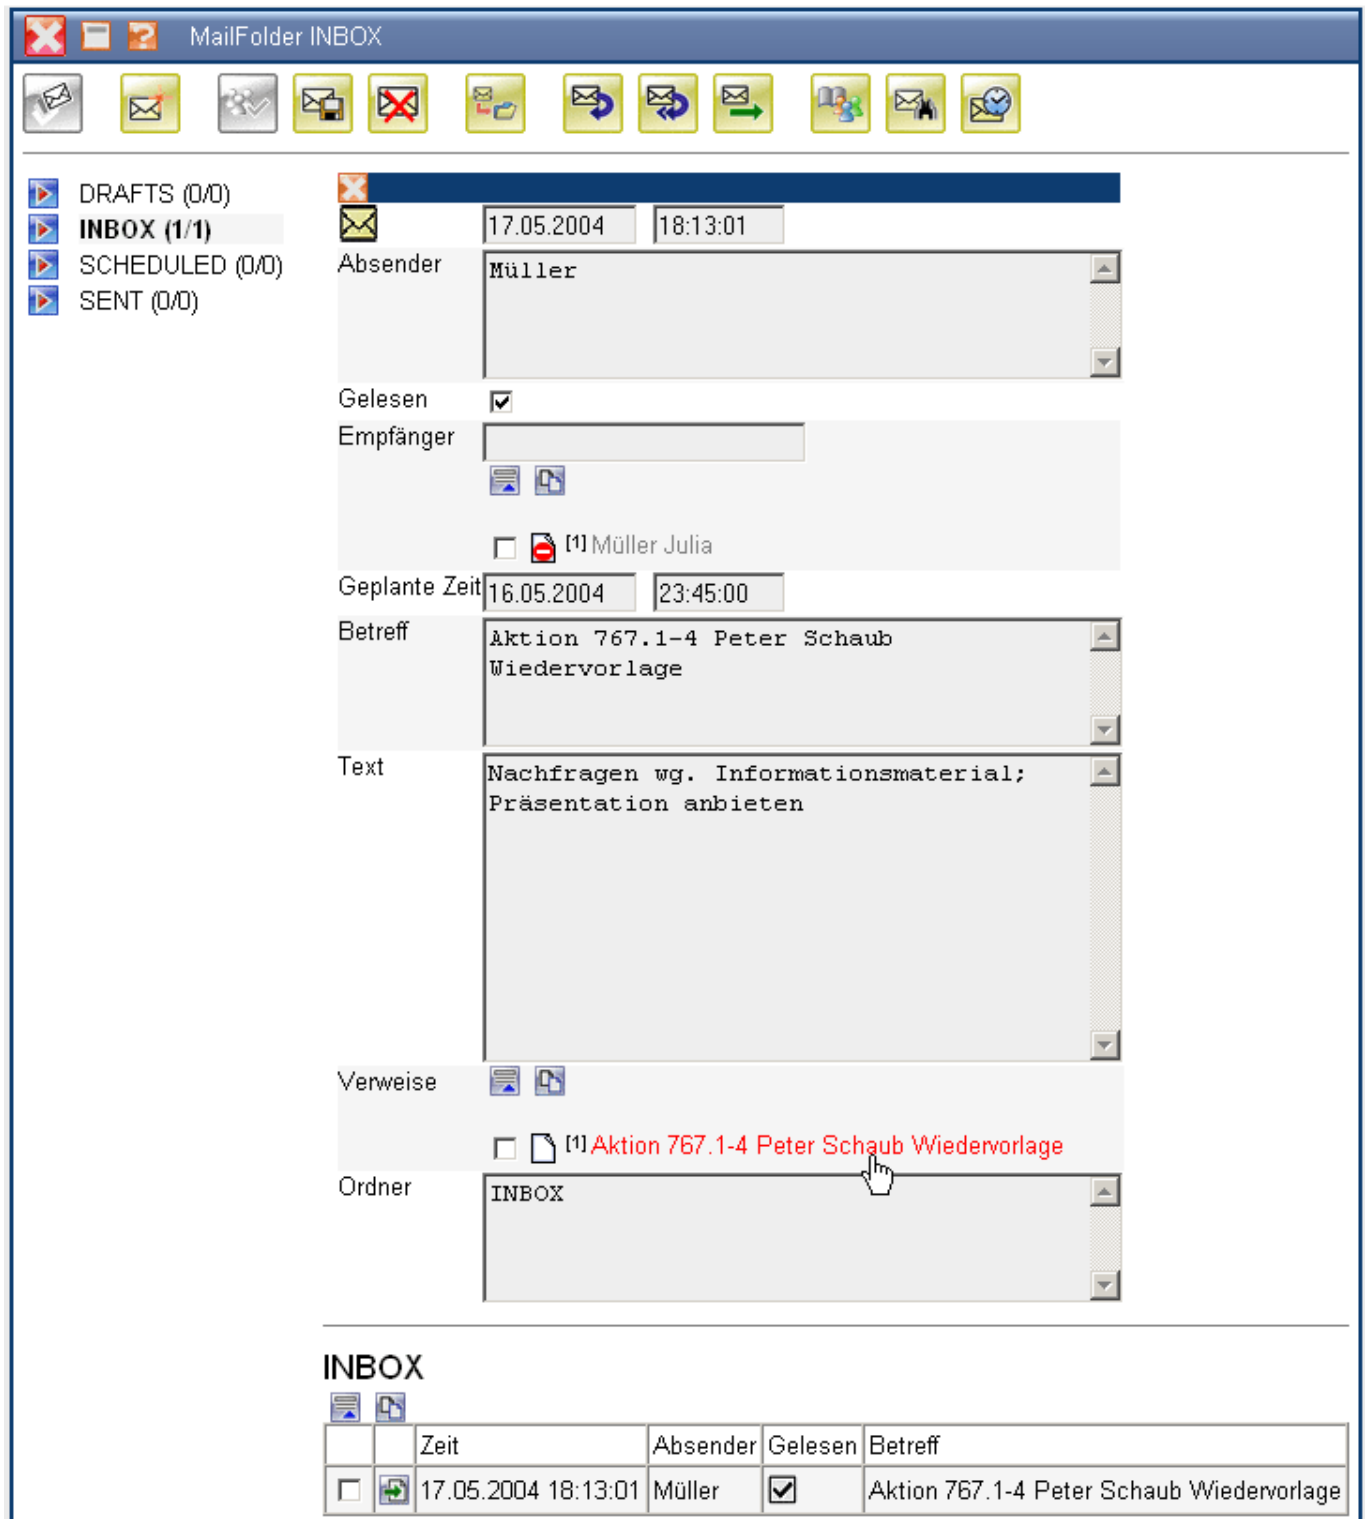 MailFolder INBOX
DRAFTS (0/0)
INBOX (1/1)
SCHEDULED (0/0)
SENT (0/0)
17.05.2004 18:13:01
Absender Müller
Gelesen
Empfänger
[1] Müller Julia
Geplante Zeit 16.05.2004 23:45:00
Betreff Aktion 767.1-4 Peter Schaub
Wiedervorlage
Text Nachfragen wg. Informationsmaterial;
Präsentation anbieten
Verweise
[1] Aktion 767.1-4 Peter Schaub Wiedervorlage
Ordner INBOX
INBOX
Zeit Absender Gelesen Betreff
17.05.2004 18:13:01 Müller Aktion 767.1-4 Peter Schaub Wiedervorlage